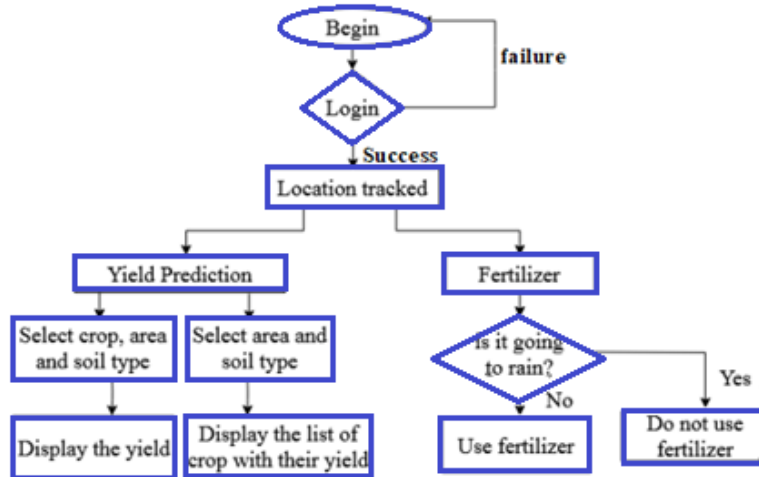 Begin
failure
Login
Success
Location tracked
Yield Prediction
Fertilizer
Select crop, area
and soil type
Select area and
soil type
is it going
to rain?
Yes
No
Display the yield
Display the list of
crop with their yield
Use fertilizer
Do not use
fertilizer